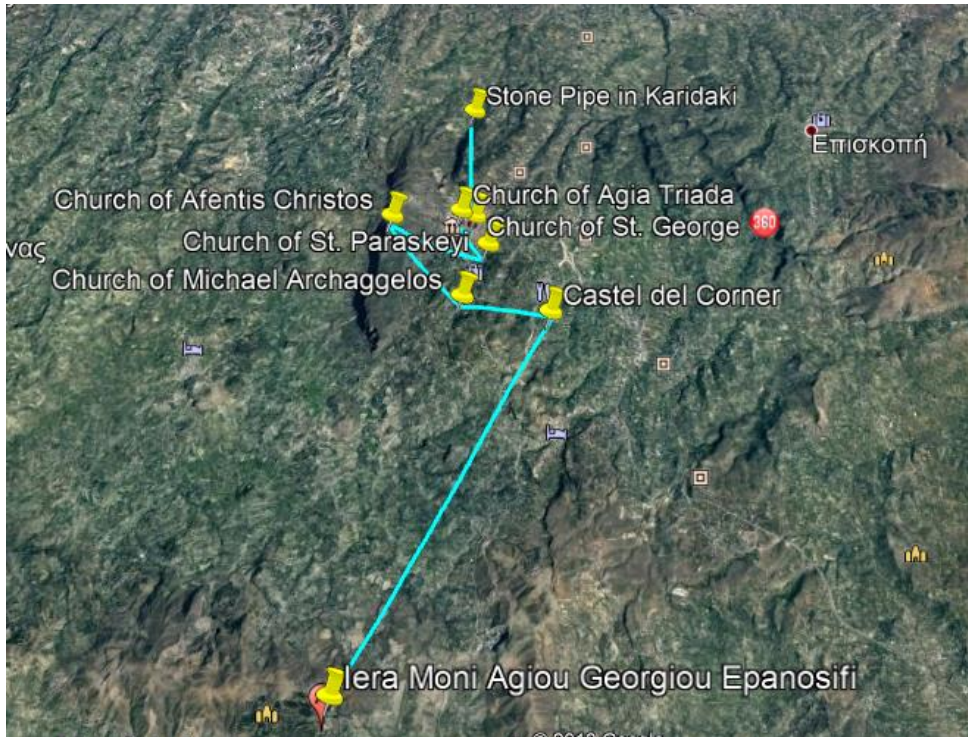 Stone Pipe in Karidaki
Επισκοπή
Church of Afentis Christos
Church of Agia Triada
Church of St. George
360
Church of St. Paraskeyi
νας
Church of Michael Archaggelos
Castel del Corner
Iera Moni Agiou Georgiou Epanosifi